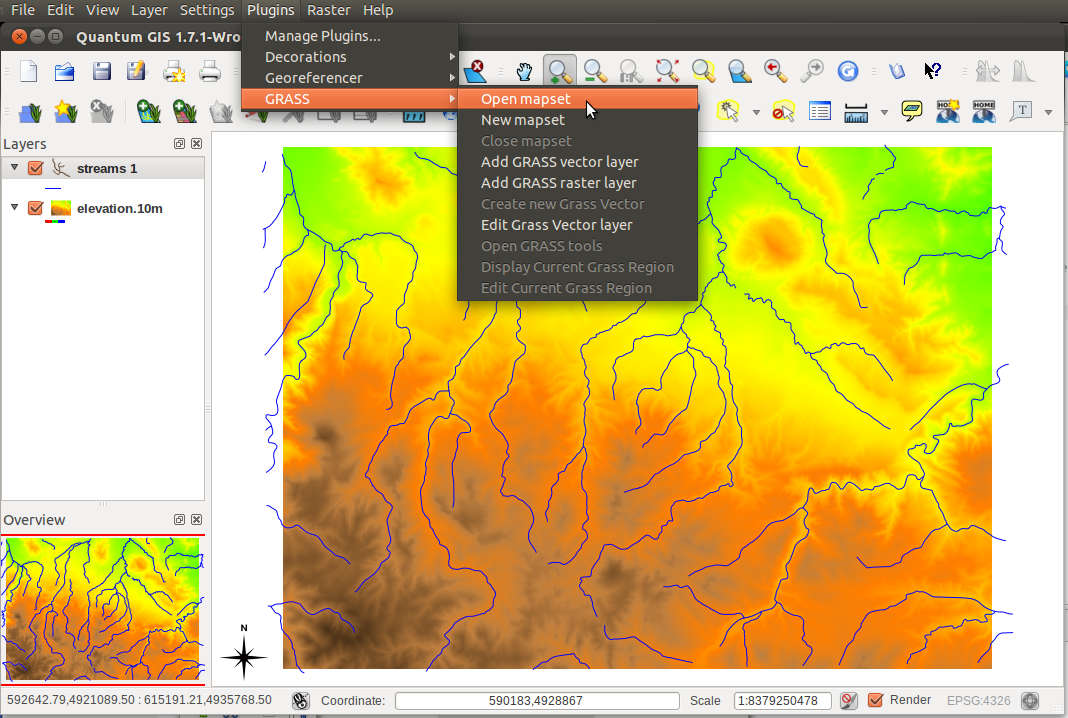 File Edit View Layer Settings Plugins Raster Help
Quantum GIS 1.7.1-Wro
Manage Plugins...
Decorations
Georeferencer
GRASS
Open mapset
New mapset
Close mapset
Add GRASS vector layer
Add GRASS raster layer
Create new Grass Vector
Edit Grass Vector layer
Open GRASS tools
Display Current Grass Region
Edit Current Grass Region
HOME HOME T
Layers
streams 1
elevation.10m
Overview
N
592642.79,4921089.50 : 615191.21,4935768.50 Coordinate: 590183,4928867 Scale 1:8379250478 Render EPSG:4326